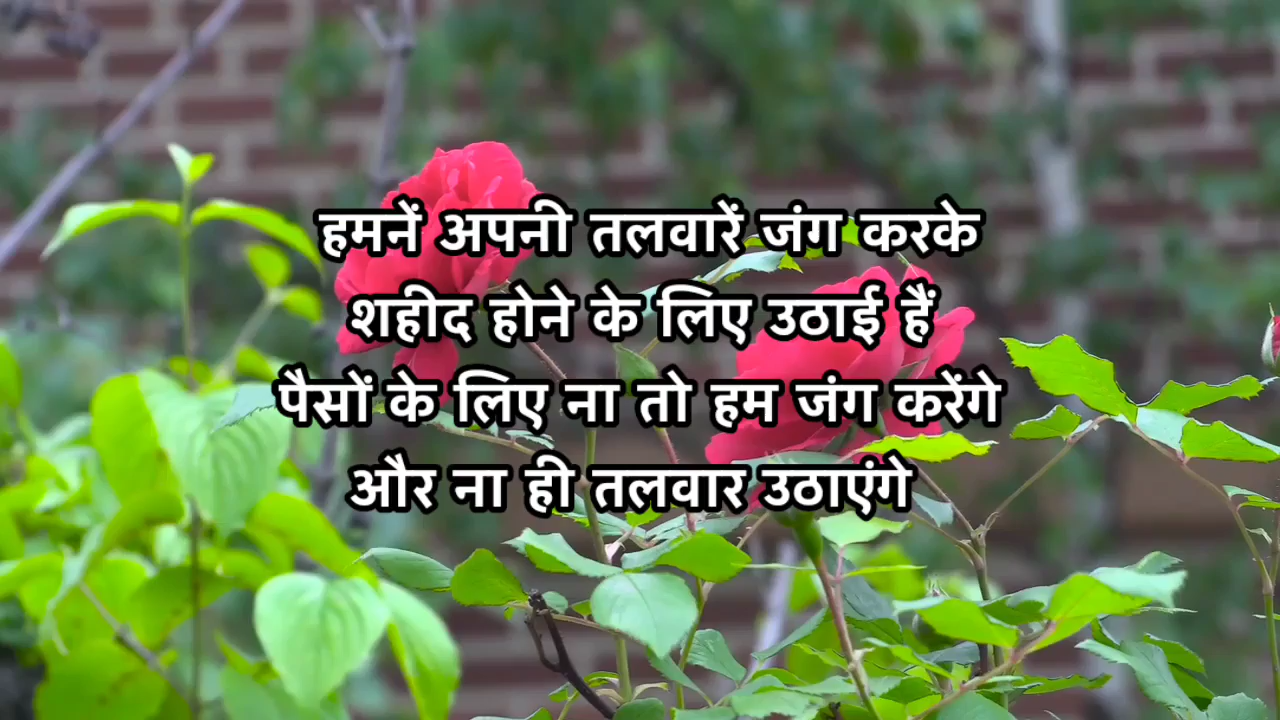 हमनें अपनी तलवारें जंग करके
शहीद होने के लिए उठाई हैं
पैसों के लिए ना तो हम जंग करेंगे
और ना ही तलवार उठाएंगे